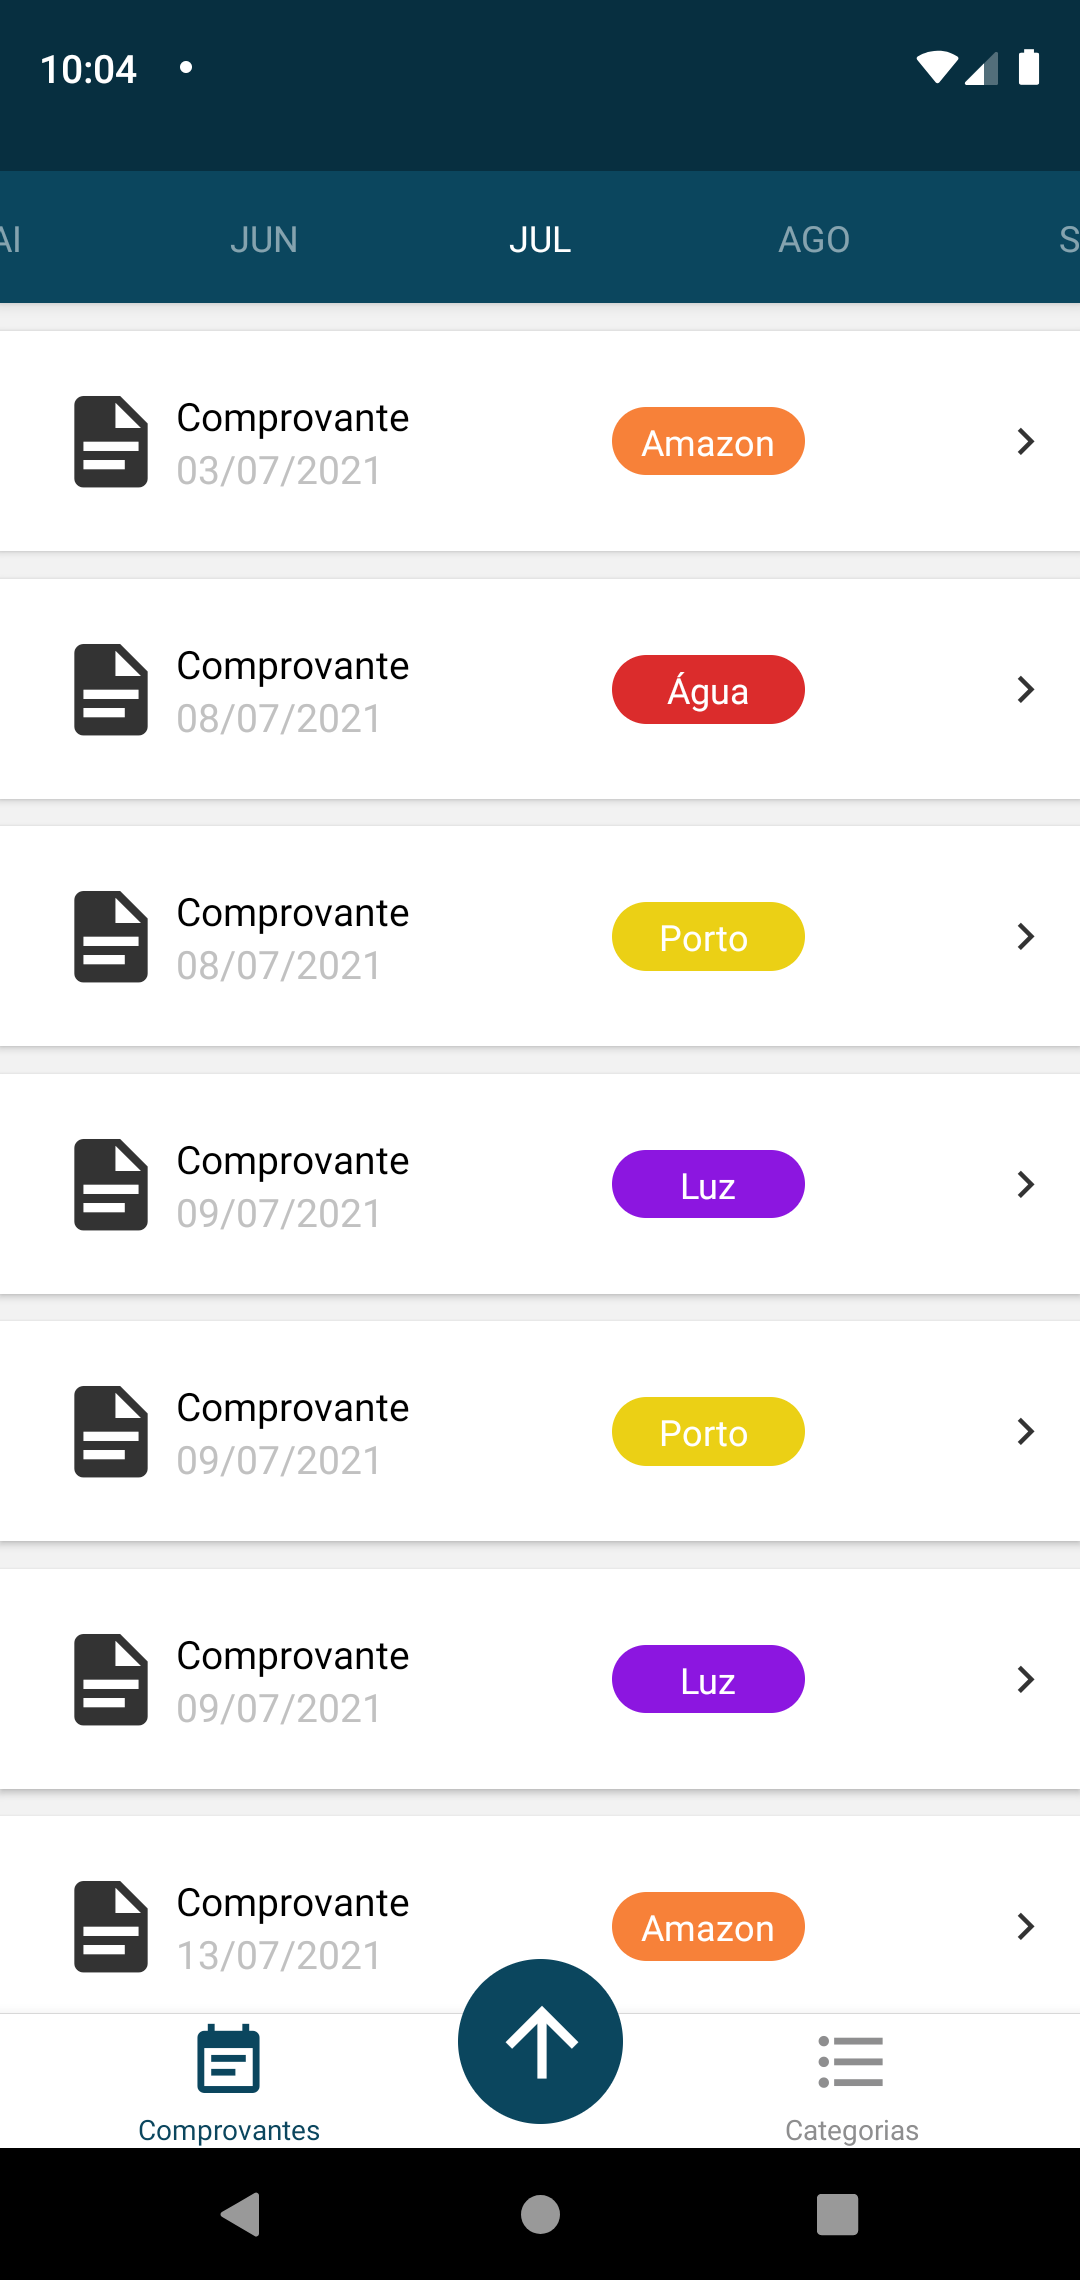 10:04
AI JUN JUL AGO S
Comprovante
03/07/2021
Amazon
Comprovante
08/07/2021
Água
Comprovante
08/07/2021
Porto
Comprovante
09/07/2021
Luz
Comprovante
09/07/2021
Porto
Comprovante
09/07/2021
Luz
Comprovante
13/07/2021
Amazon
Comprovantes
Categorias